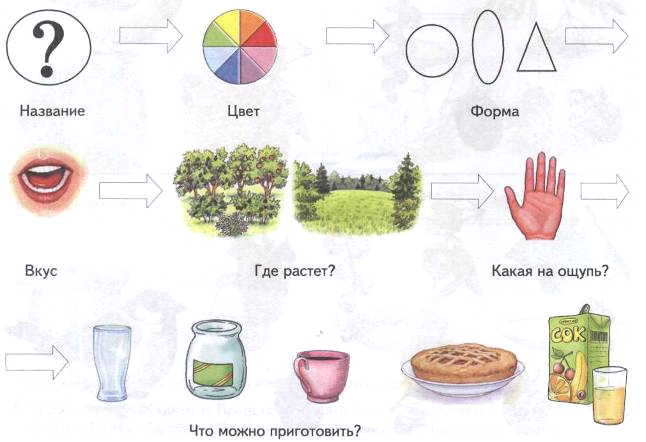 Название
Цвет
Форма
Вкус
Где растет?
Какая на ощупь?
СОК
Что можно приготовить?